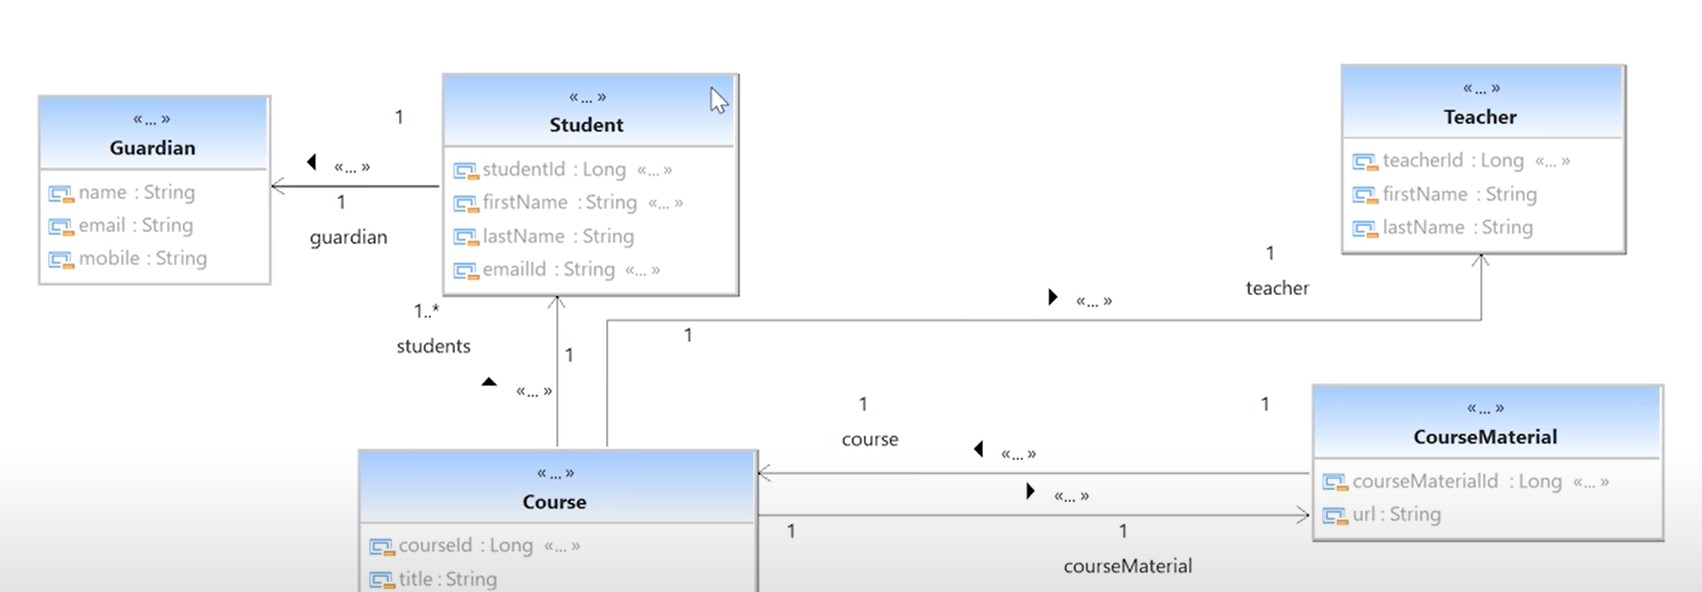 «... »
Guardian
name : String
email : String
mobile : String
1
«... »
1
guardian
«... »
Student
studentId : Long «... »
firstName : String «... »
lastName : String
emailId : String «... »
«... »
Teacher
teacherId : Long «... »
firstName : String
lastName : String
1
teacher
«... »
1
1..*
students
1
«... »
1
course
«... »
1
«... »
1
1
courseMaterial
«... »
CourseMaterial
courseMaterialId : Long «... »
url : String
«... »
Course
courseId : Long «... »
title : String